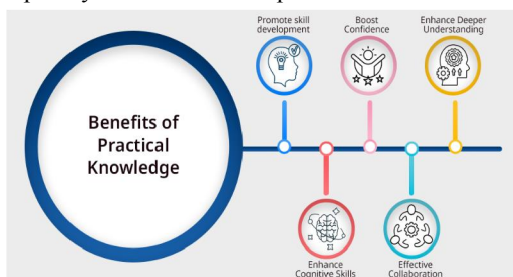 Promote skill
development
Boost
Confidence
Enhance Deeper
Understanding
Benefits of
Practical
Knowledge
Enhance
Cognitive Skills
Effective
Collaboration